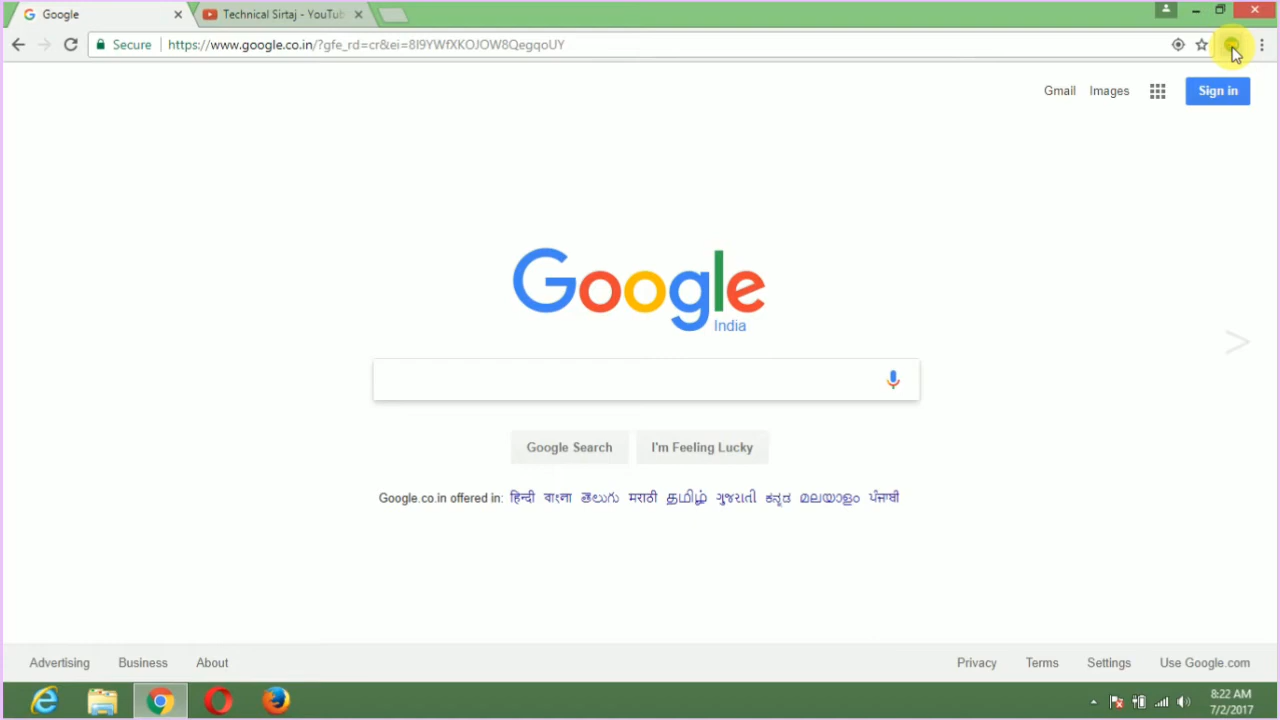 Google
Technical Sirtaj - YouTub
Secure
https://www.google.co.in/?gfe_rd=cr&ei=8I9YWfXKOJOW8QegqoUY
Gmail Images Sign in
Google
India
Google Search I'm Feeling Lucky
Google.co.in offered in: हिन्दी বাংলা తెలుగు मराठी தமிழ் ગુજરાતી ಕನ್ನಡ മലയാളം ਪੰਜਾਬੀ
Advertising Business About Privacy Terms Settings Use Google.com
8:22 AM
7/2/2017